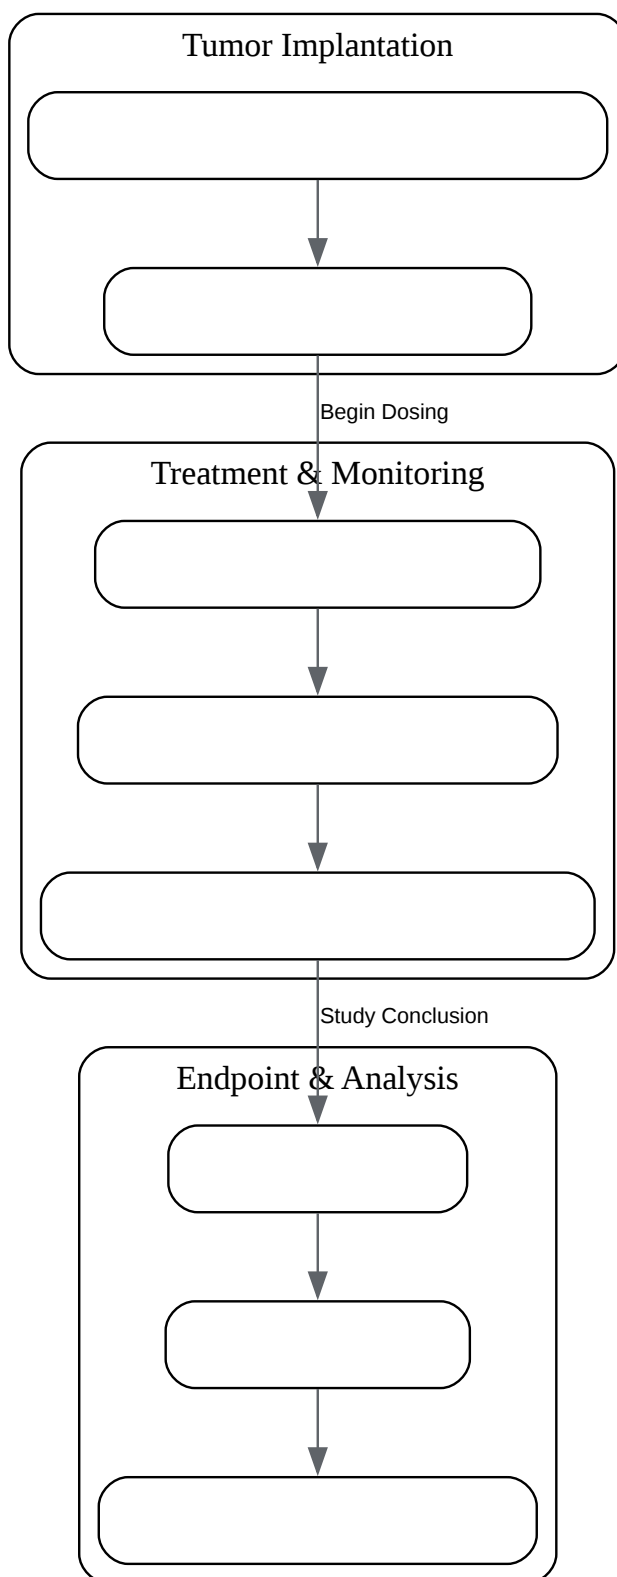 Tumor Implantation
Begin Dosing
Treatment & Monitoring
Study Conclusion
Endpoint & Analysis